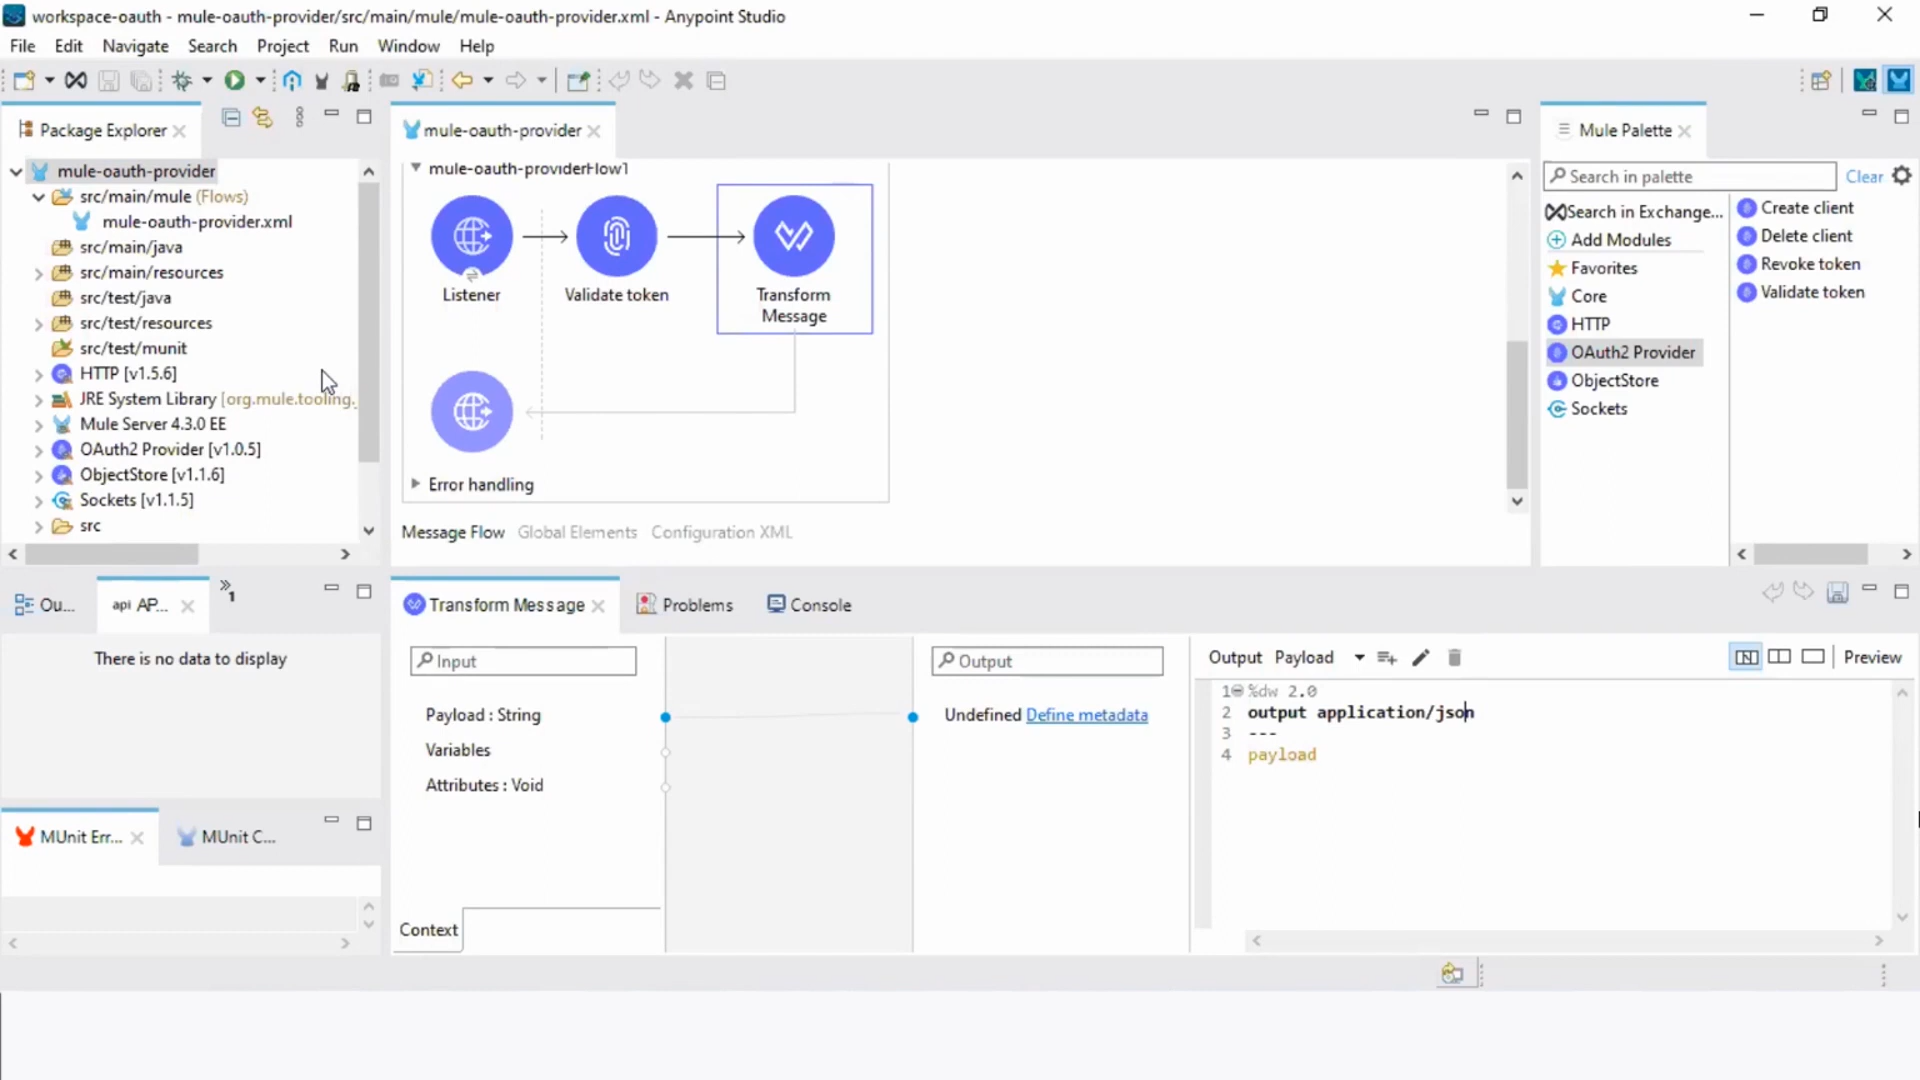 workspace-oauth - mule-oauth-provider/src/main/mule/mule-oauth-provider.xml - Anypoint Studio
File Edit Navigate Search Project Run Window Help
Package Explorer
mule-oauth-provider
src/main/mule (Flows)
mule-oauth-provider.xml
src/main/java
src/main/resources
src/test/java
src/test/resources
src/test/munit
HTTP [v1.5.6]
JRE System Library [org.mule.tooling.
Mule Server 4.3.0 EE
OAuth2 Provider [v1.0.5]
ObjectStore [v1.1.6]
Sockets [v1.1.5]
src
mule-oauth-provider
mule-oauth-providerFlow1
Listener
Validate token
Transform
Message
Error handling
Message Flow Global Elements Configuration XML
Mule Palette
Search in palette
Clear
Search in Exchange...
Add Modules
Favorites
Core
HTTP
OAuth2 Provider
ObjectStore
Sockets
Create client
Delete client
Revoke token
Validate token
Ou...
api AP...
»1
There is no data to display
MUnit Err...
MUnit C...
Transform Message
Problems
Console
Input
Payload : String
Variables
Attributes : Void
Context
Output
Undefined Define metadata
Output Payload
Preview
1 %dw 2.0
2 output application/json
3 ---
4 payload